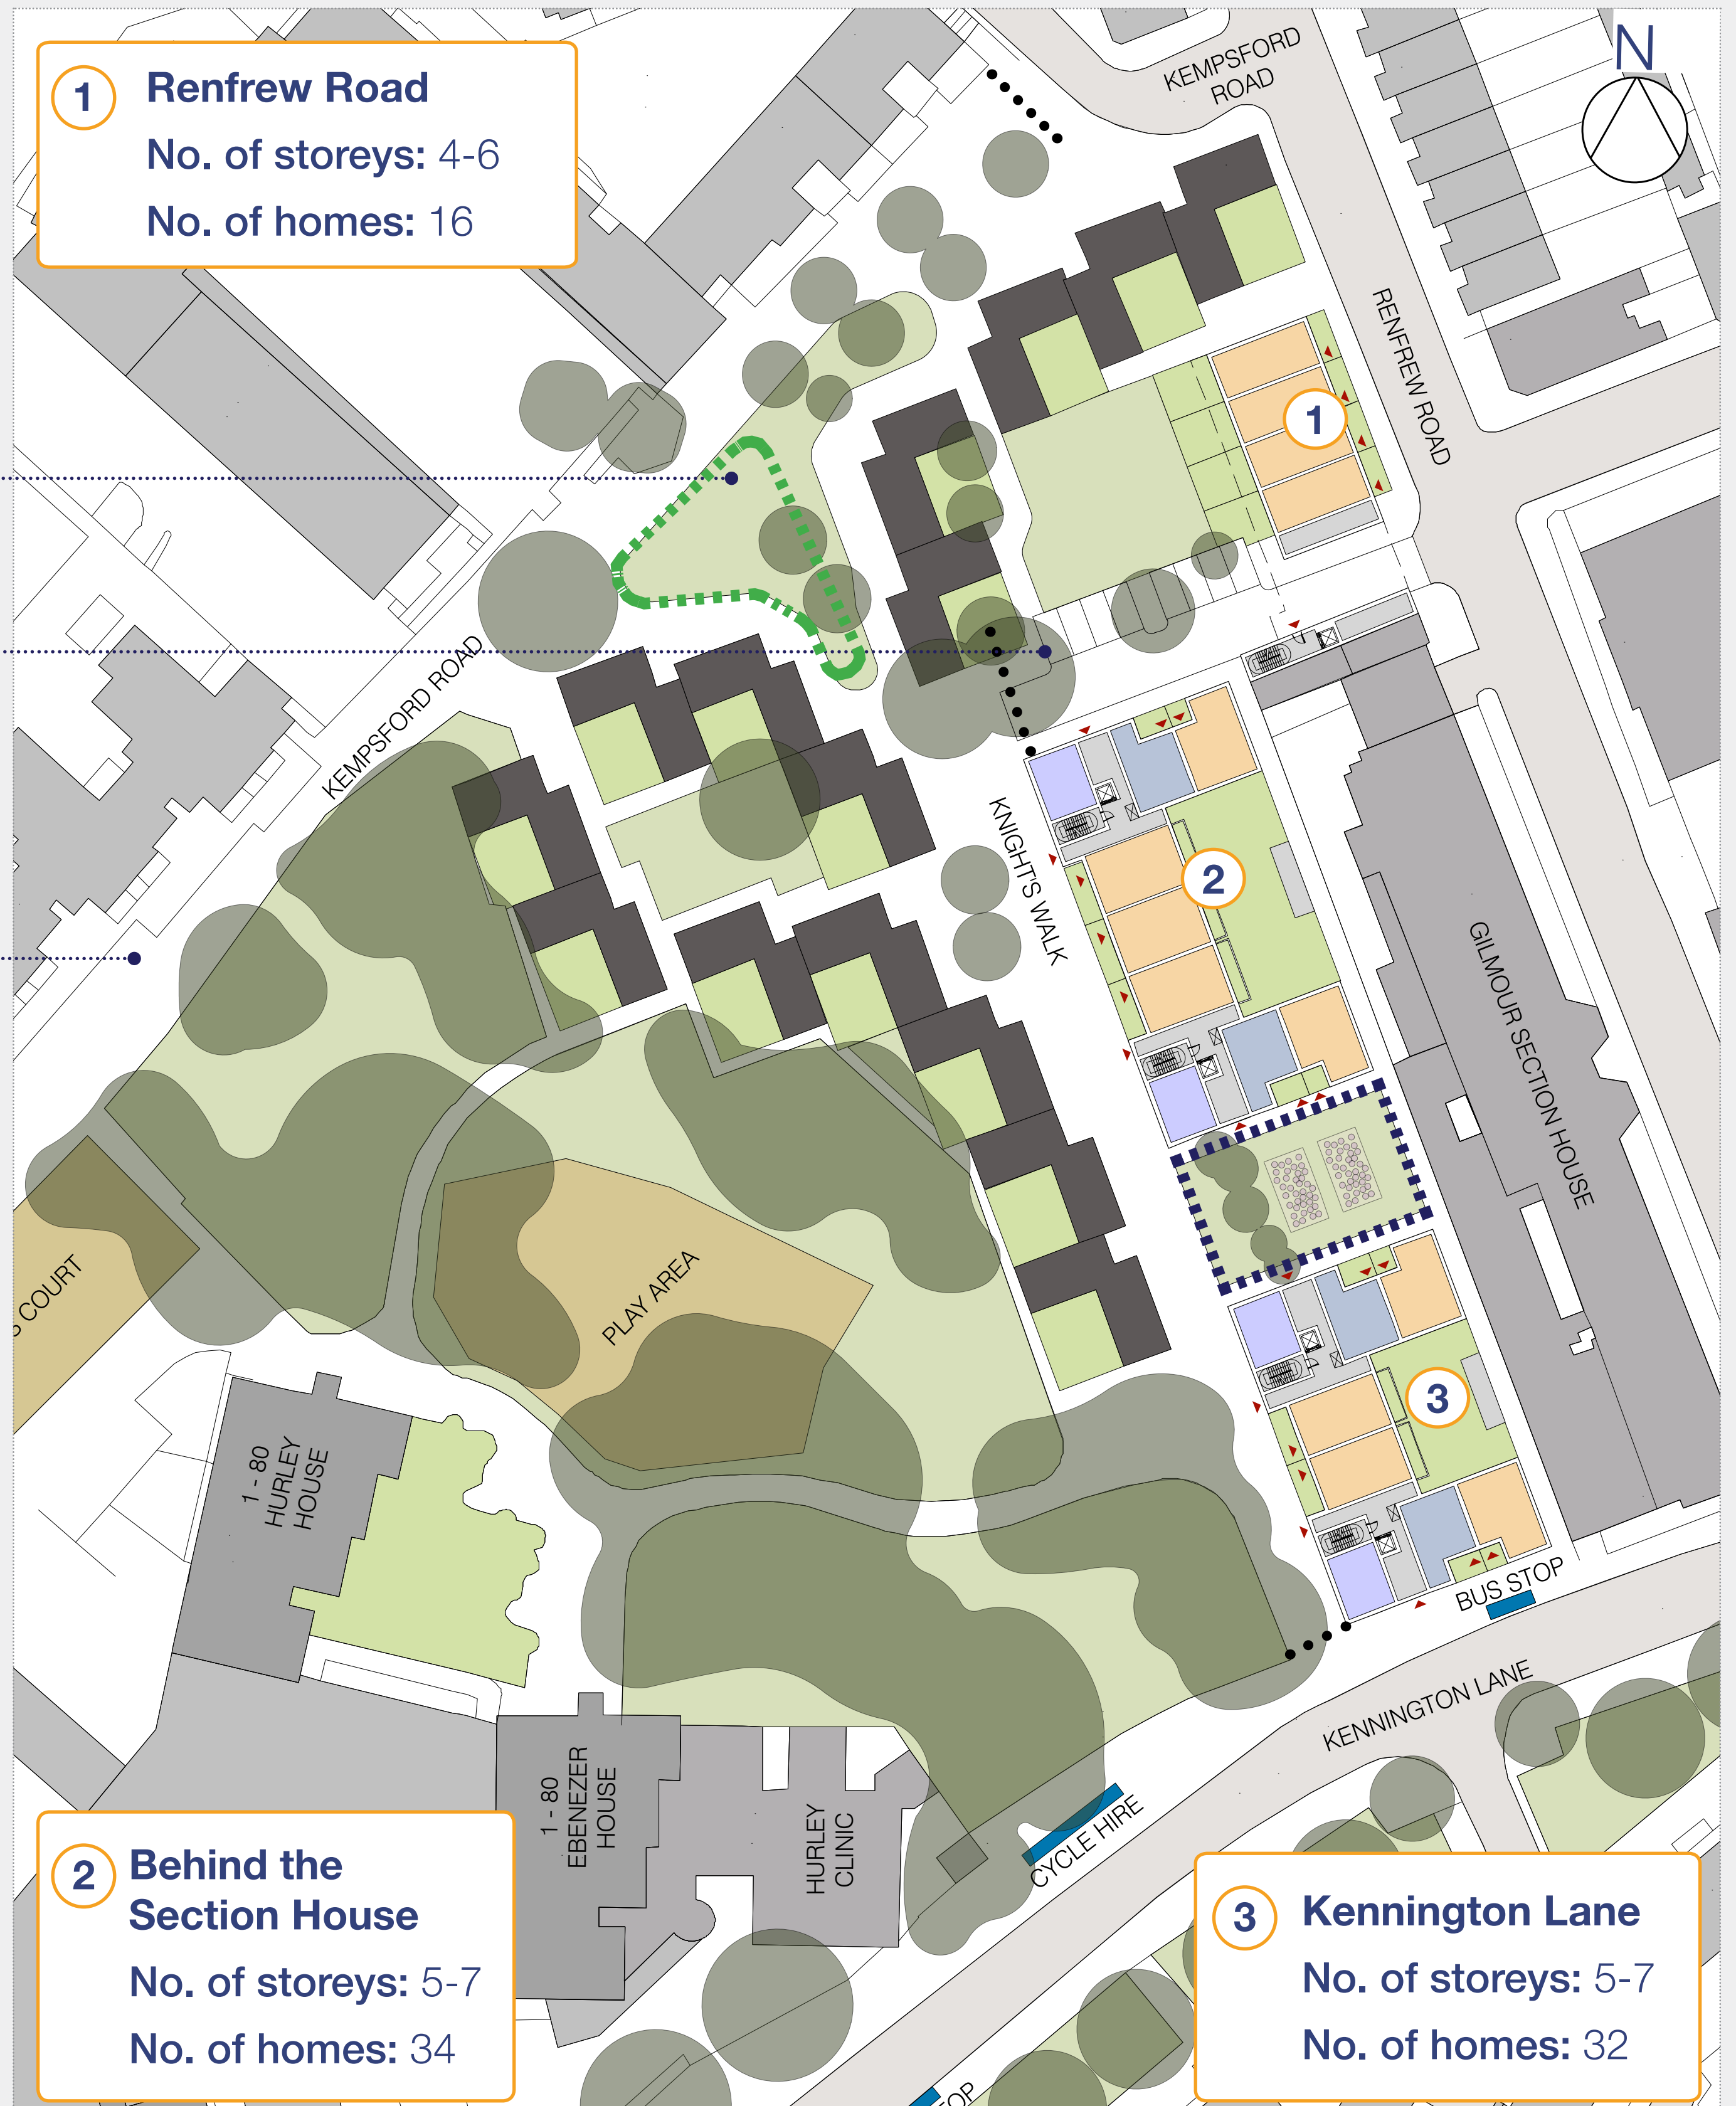 1
Renfrew Road
No. of storeys: 4-6
No. of homes: 16
KEMPSFORD
ROAD
N
RENFREW ROAD
1
KEMPSFORD ROAD
KNIGHT'S WALK
2
GILMOUR SECTION HOUSE
COURT
PLAY AREA
3
1 - 80
HURLEY
HOUSE
BUS STOP
KENNINGTON LANE
1 - 80
EBENEZER
HOUSE
HURLEY
CLINIC
CYCLE HIRE
2
Behind the
Section House
No. of storeys: 5-7
No. of homes: 34
3
Kennington Lane
No. of storeys: 5-7
No. of homes: 32